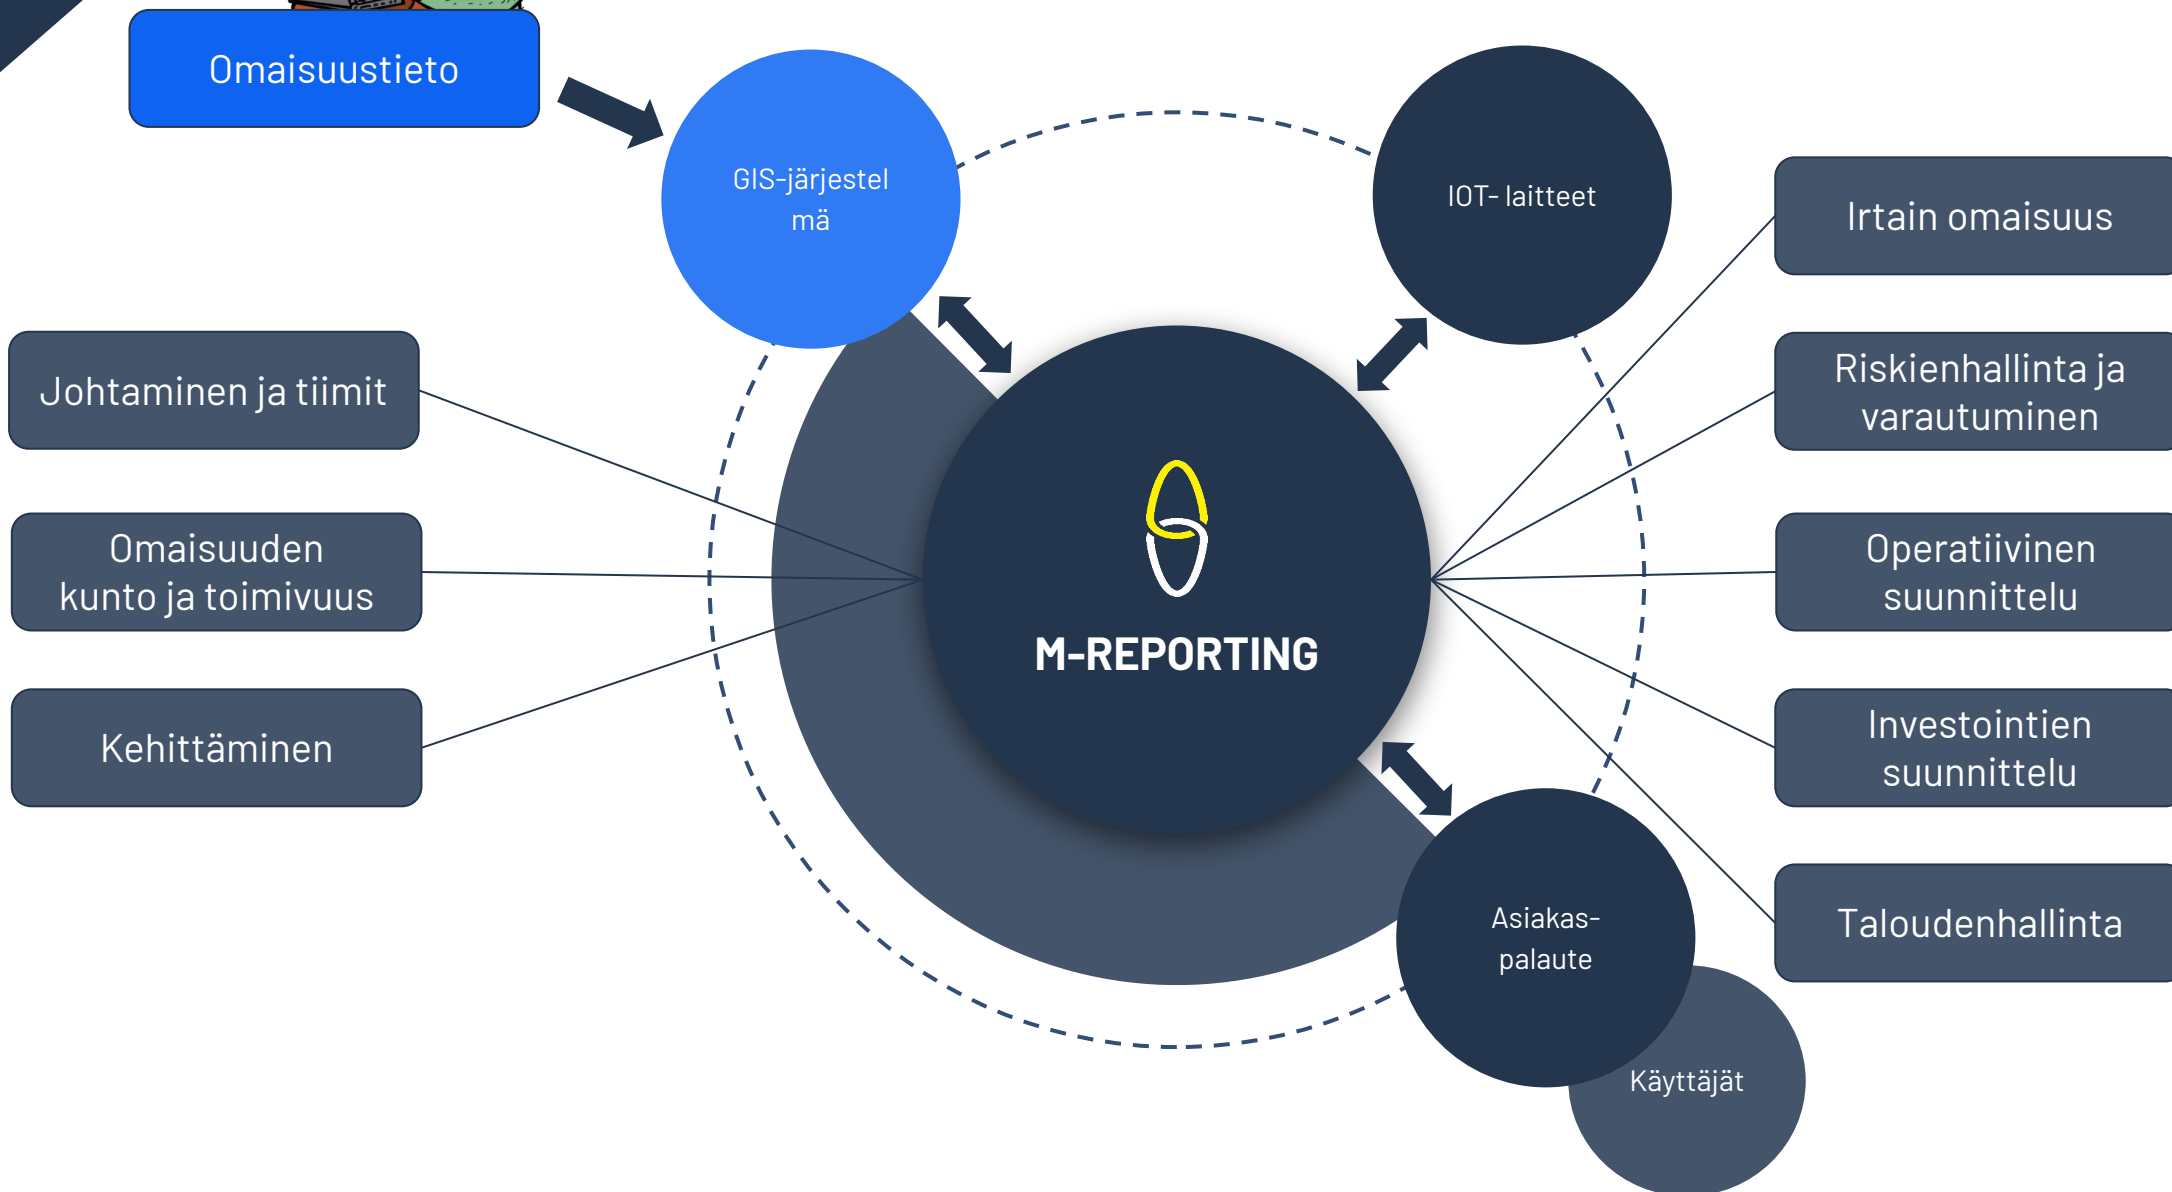 Omaisuustieto
GIS-järjestel
mä
IOT- laitteet
Johtaminen ja tiimit
Omaisuuden
kunto ja toimivuus
Kehittäminen
M-REPORTING
Irtain omaisuus
Riskienhallinta ja
varautuminen
Operatiivinen
suunnittelu
Investointien
suunnittelu
Taloudenhallinta
Asiakas-
palaute
Käyttäjät